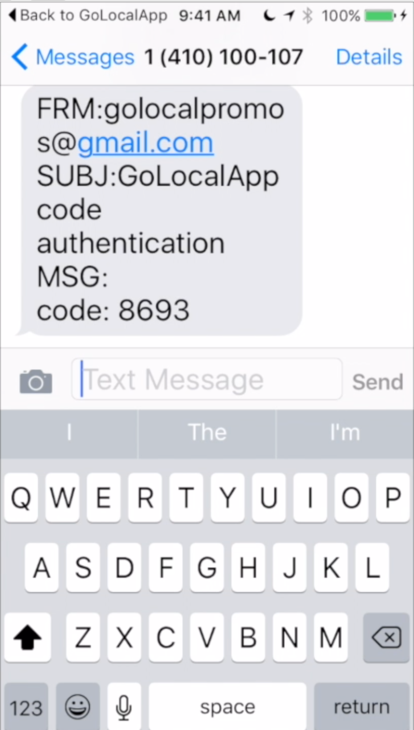 Back to GoLocalApp 9:41 AM 100%
Messages 1 (410) 100-107 Details
FRM:golocalpromo
s@gmail.com
SUBJ:GoLocalApp
code
authentication
MSG:
code: 8693
Text Message Send
I The I'm
Q W E R T Y U I O P
A S D F G H J K L
Z X C V B N M
123 space return